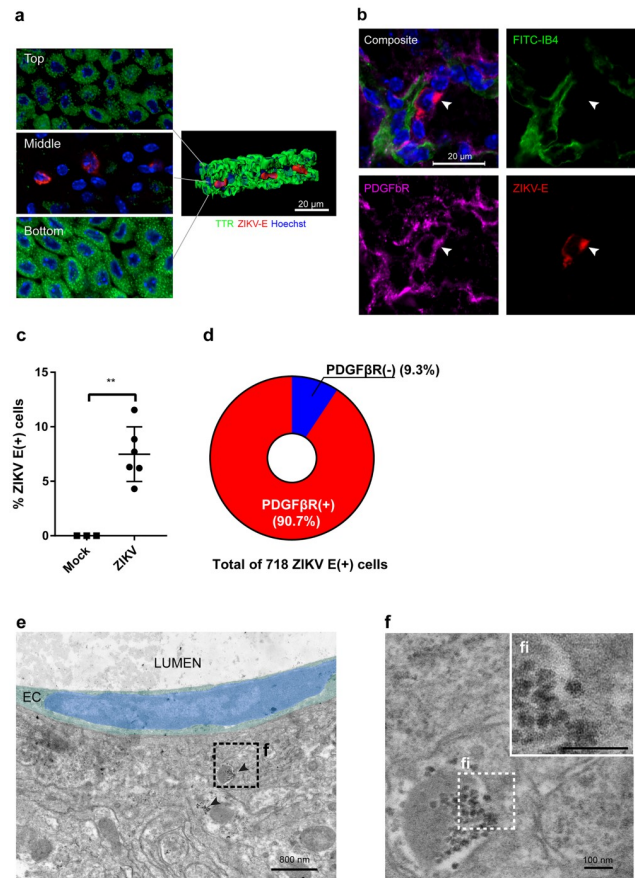 a
Top
Middle
Bottom
20 µm
TTR ZIKV-E Hoechst
b
Composite
20 µm
FITC-IB4
PDGFbR
ZIKV-E
c
% ZIKV E(+) cells
15
10
5
0
**
Mock
ZIKV
d
PDGFβR(-) (9.3%)
PDGFβR(+)
(90.7%)
Total of 718 ZIKV E(+) cells
e
LUMEN
EC
f
800 nm
f
fi
fi
100 nm